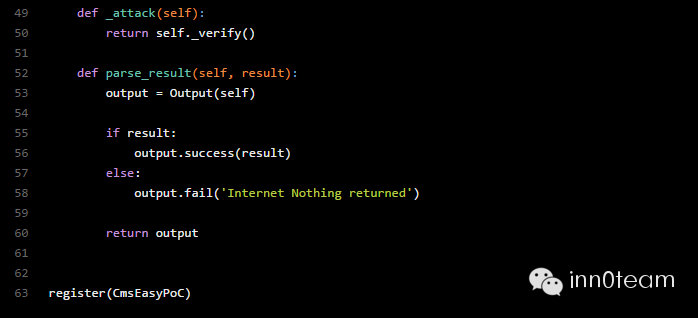 49     def _attack(self):
50         return self._verify()
51
52     def parse_result(self, result):
53         output = Output(self)
54
55         if result:
56             output.success(result)
57         else:
58             output.fail('Internet Nothing returned')
59
60         return output
61
62
63 register(CmsEasyPoC)
inn0team